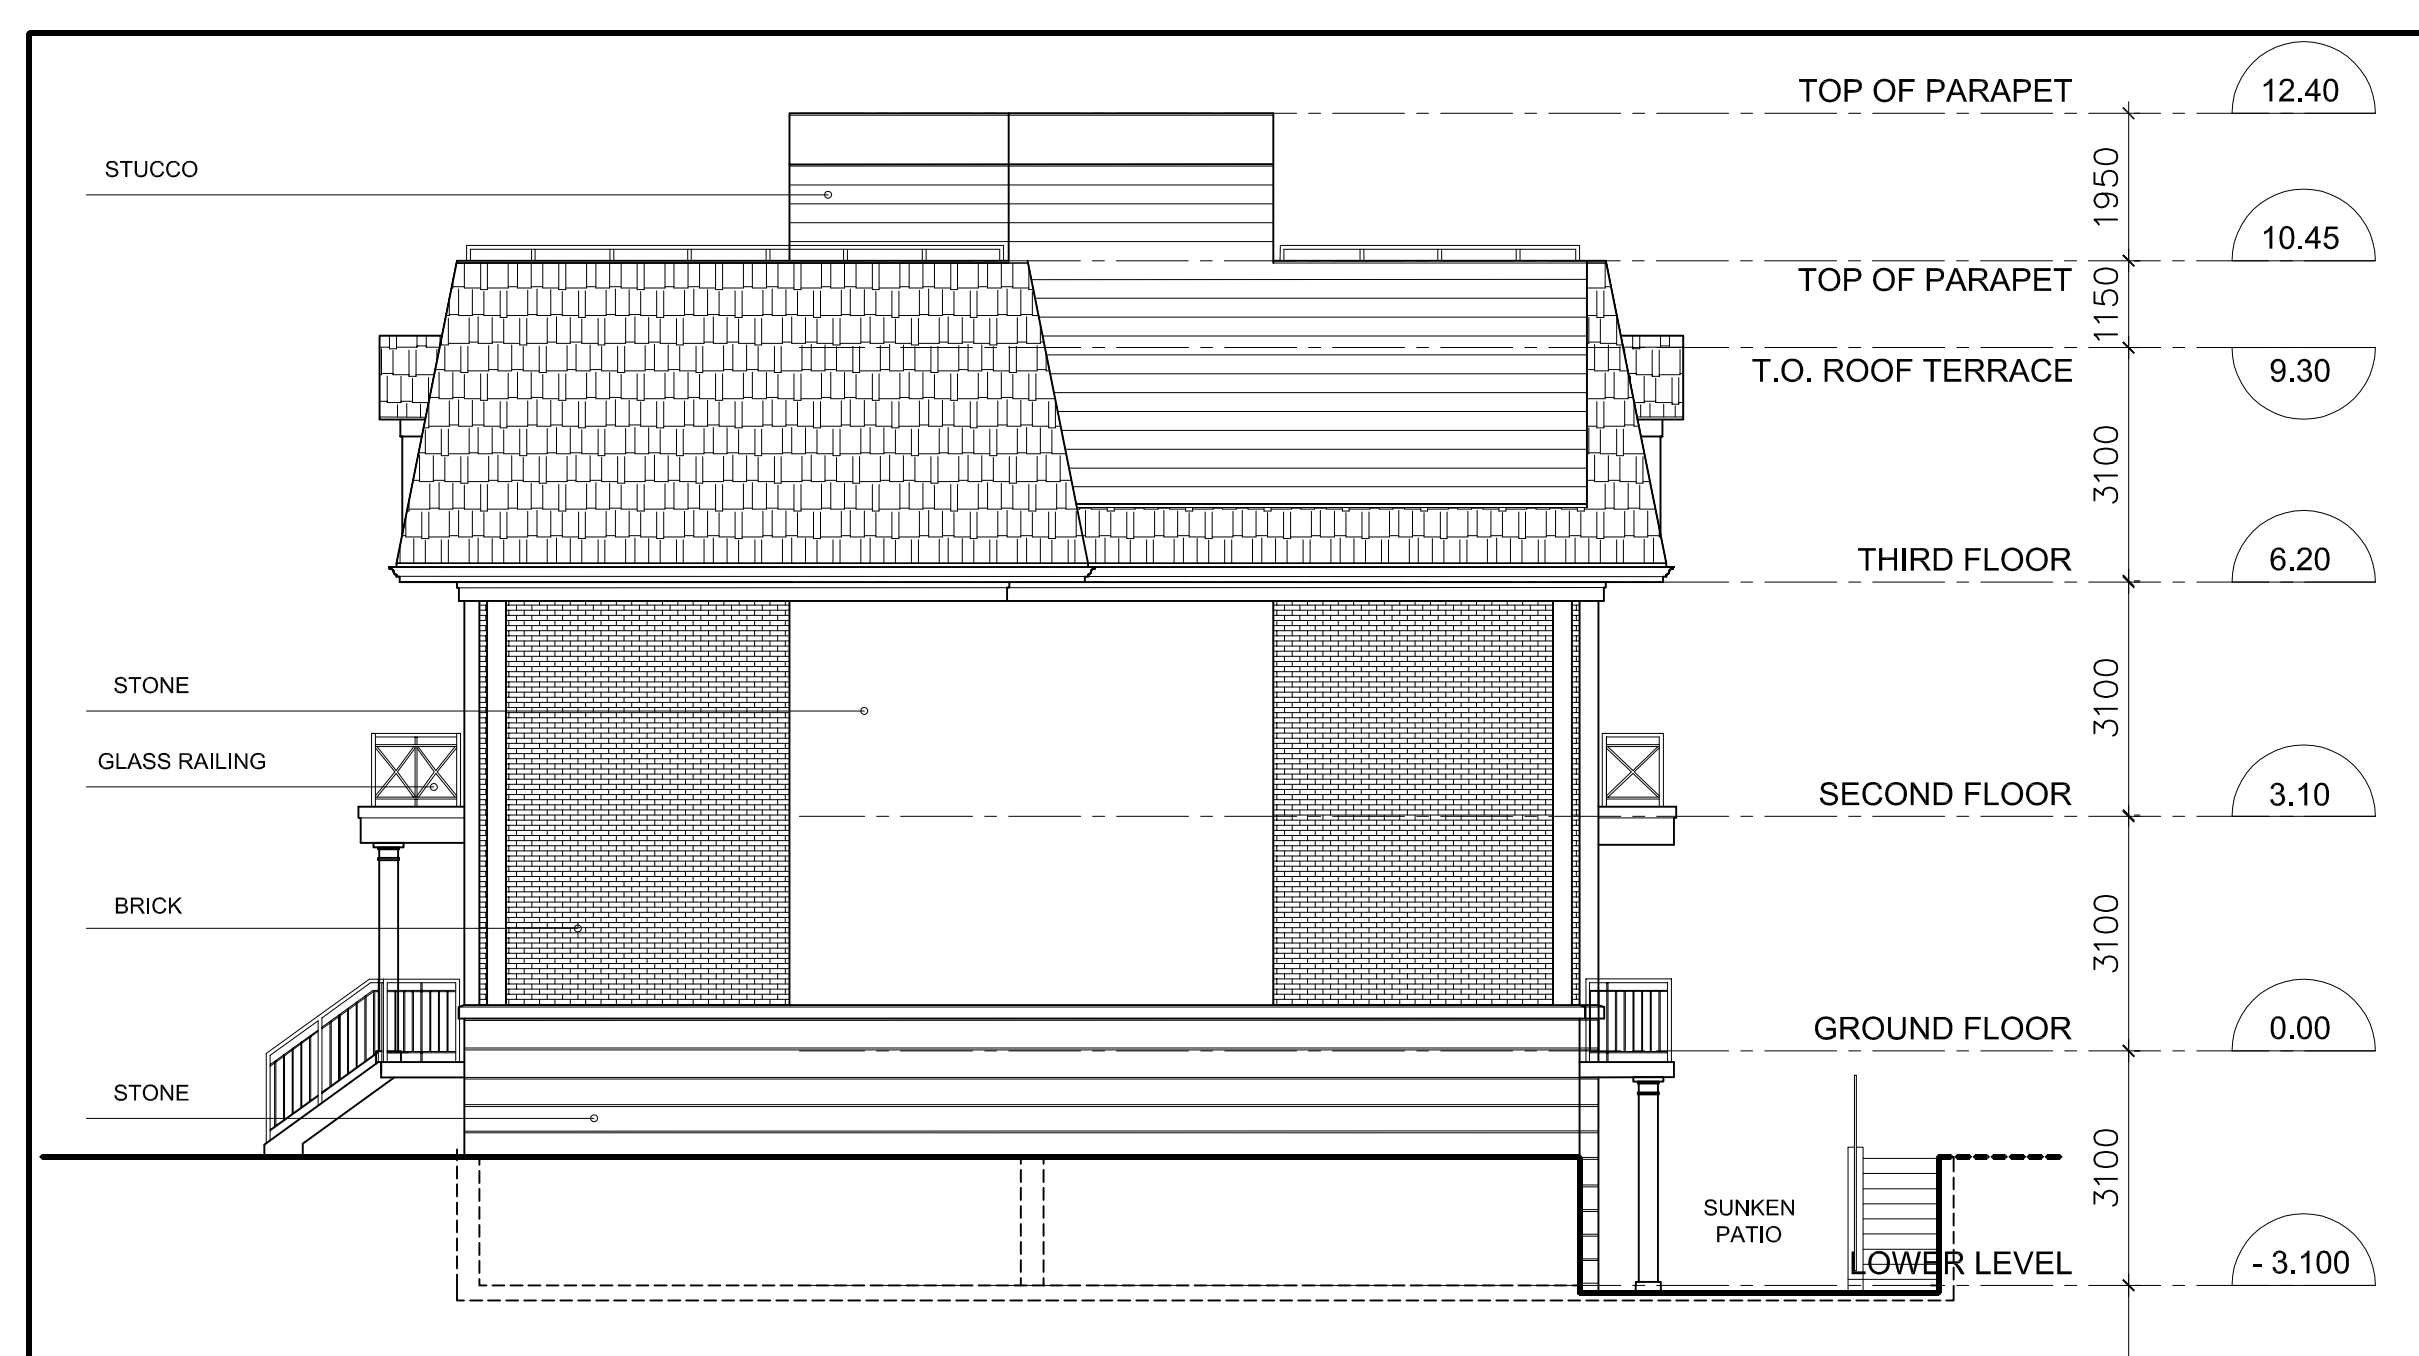 TOP OF PARAPET
12.40
STUCCO
1950
10.45
TOP OF PARAPET
1150
T.O. ROOF TERRACE
9.30
3100
THIRD FLOOR
6.20
STONE
3100
GLASS RAILING
SECOND FLOOR
3.10
BRICK
3100
GROUND FLOOR
0.00
STONE
3100
SUNKEN
PATIO
LOWER LEVEL
- 3.100